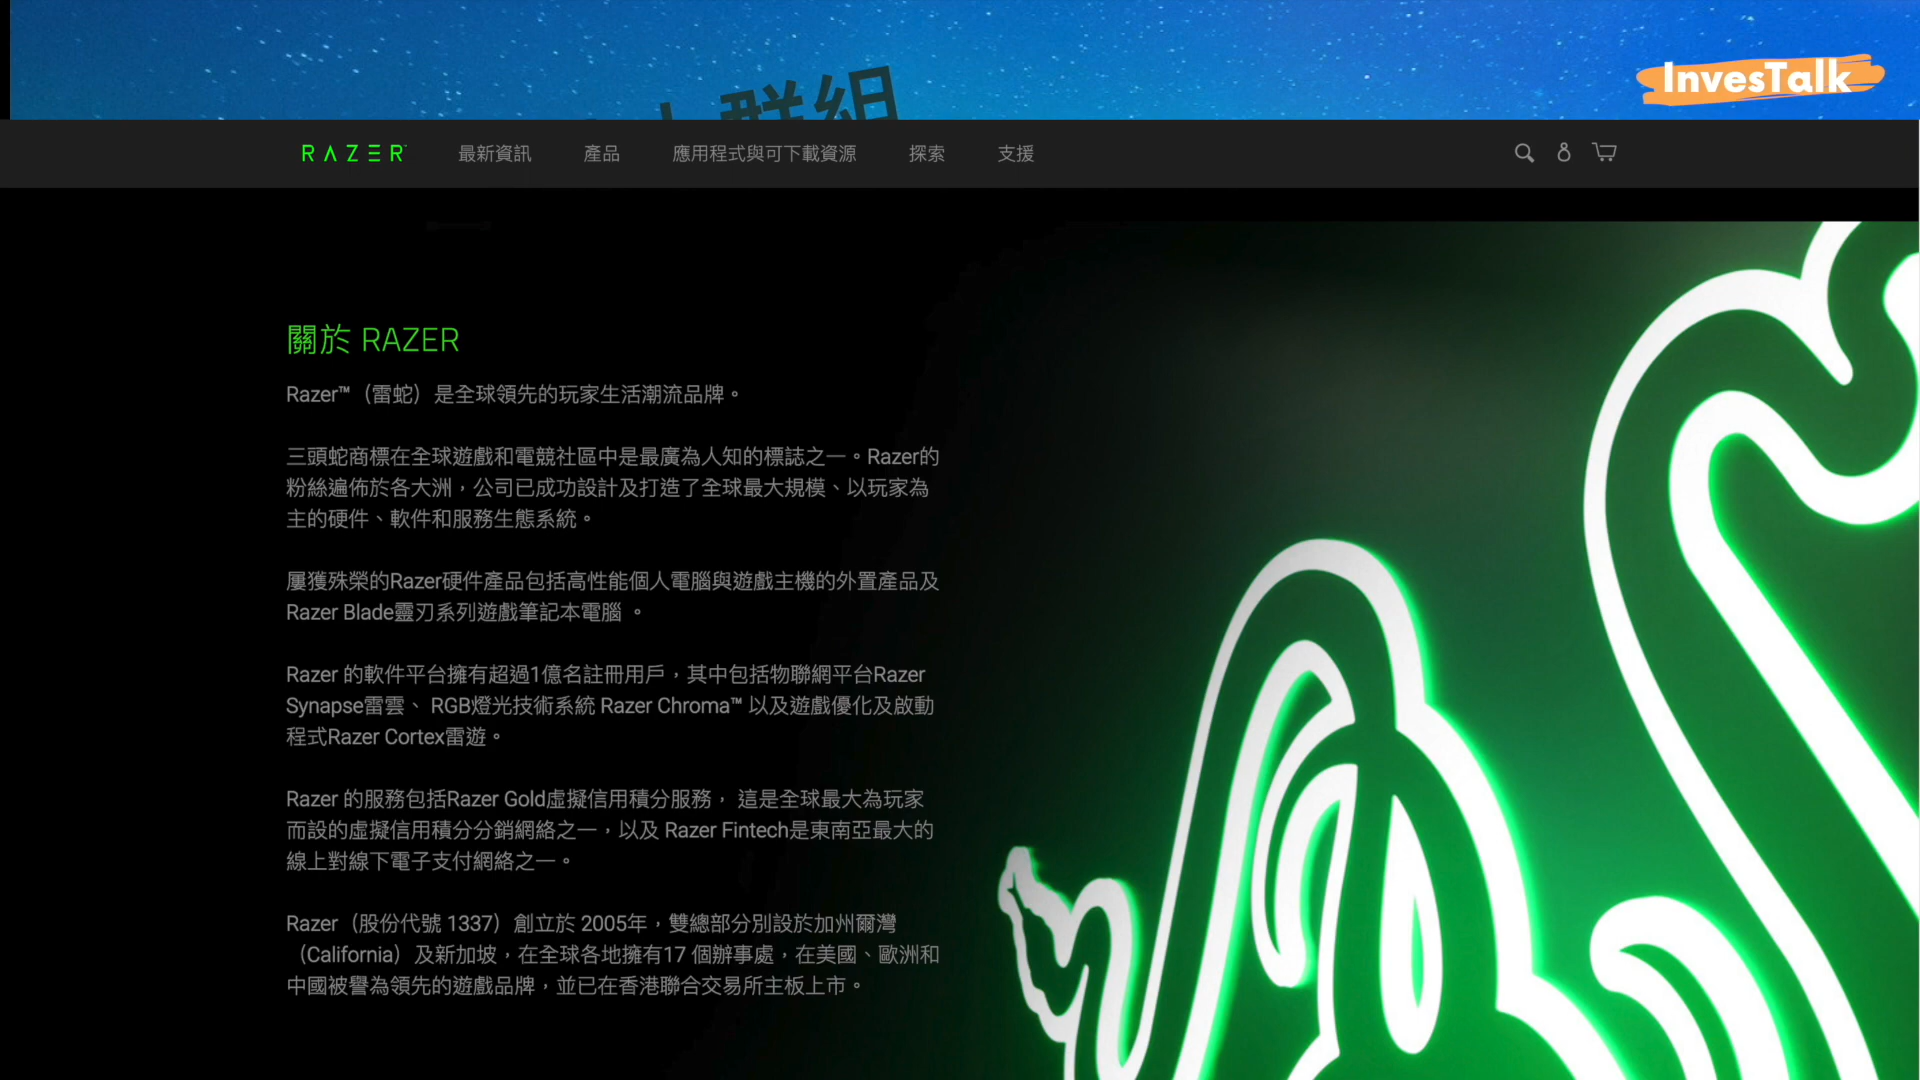 InvesTalk
群組
RAZER
最新資訊
產品
應用程式與可下載資源
探索
支援
關於 RAZER
Razer™（雷蛇）是全球領先的玩家生活潮流品牌。
三頭蛇商標在全球遊戲和電競社區中是最廣為人知的標誌之一。Razer的
粉絲遍佈於各大洲，公司已成功設計及打造了全球最大規模、以玩家為
主的硬件、軟件和服務生態系統。
屢獲殊榮的Razer硬件產品包括高性能個人電腦與遊戲主機的外置產品及
Razer Blade靈刃系列遊戲筆記本電腦 。
Razer 的軟件平台擁有超過1億名註冊用戶，其中包括物聯網平台Razer
Synapse雷雲、 RGB燈光技術系統 Razer Chroma™ 以及遊戲優化及啟動
程式Razer Cortex雷遊。
Razer 的服務包括Razer Gold虛擬信用積分服務， 這是全球最大為玩家
而設的虛擬信用積分分銷網絡之一，以及 Razer Fintech是東南亞最大的
線上對線下電子支付網絡之一。
Razer（股份代號 1337）創立於 2005年，雙總部分別設於加州爾灣
（California）及新加坡，在全球各地擁有17 個辦事處，在美國、歐洲和
中國被譽為領先的遊戲品牌，並已在香港聯合交易所主板上市。